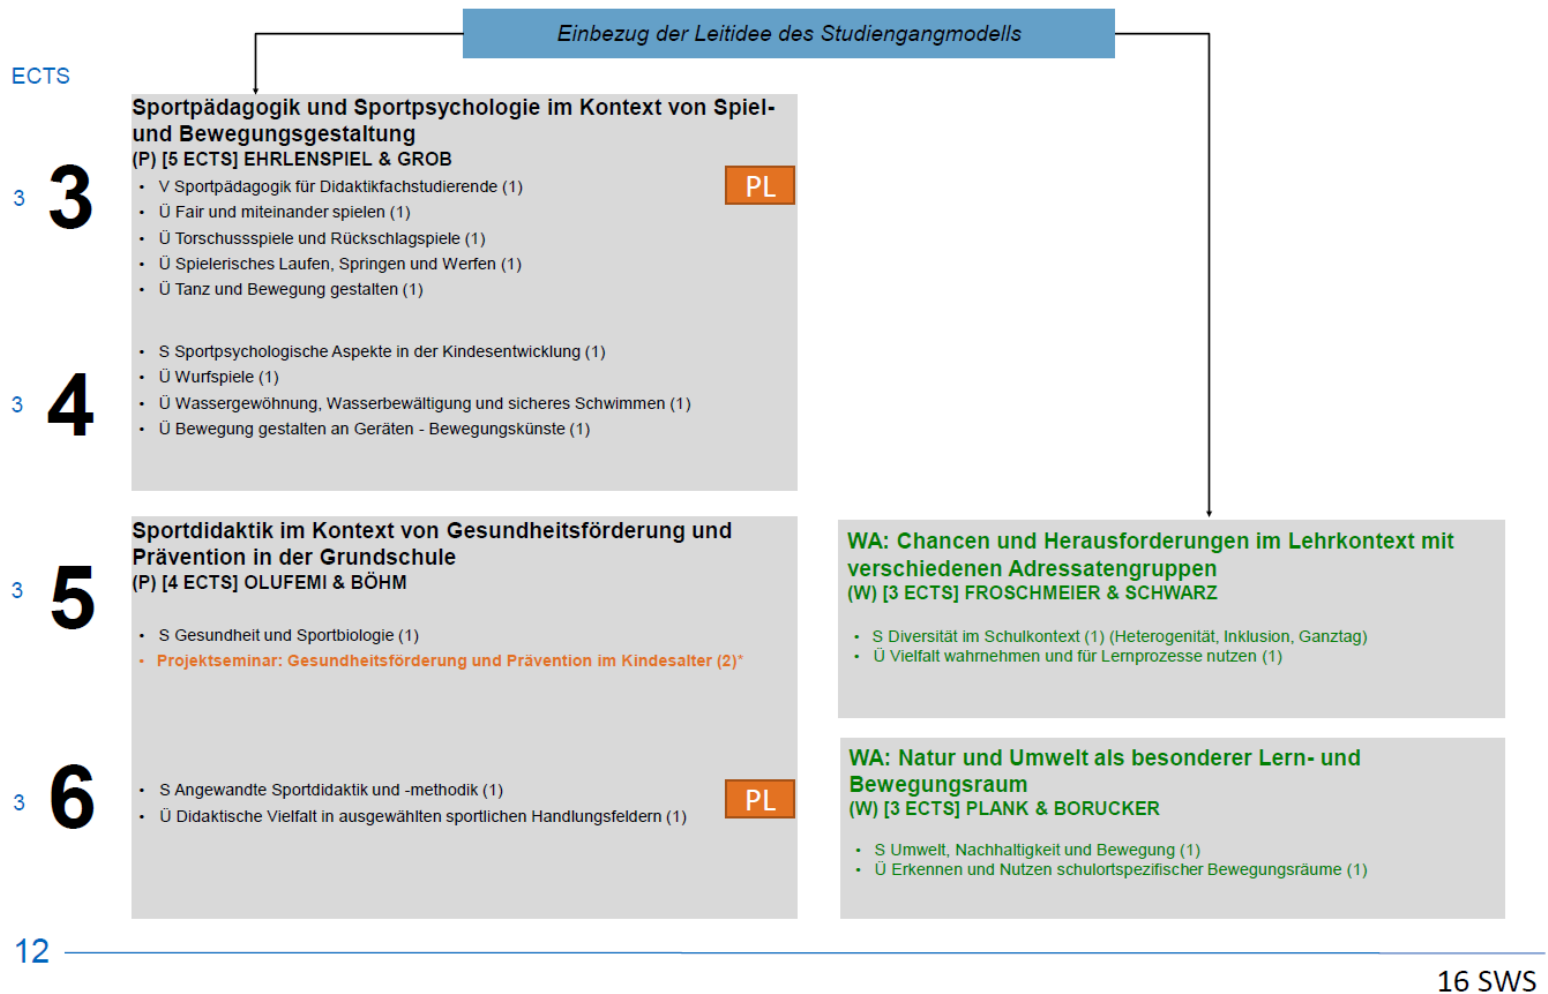 Einbezug der Leitidee des Studiengangmodells
ECTS
Sportpädagogik und Sportpsychologie im Kontext von Spiel-
und Bewegungsgestaltung
(P) [5 ECTS] EHRLENSPIEL & GROB
3 3
• V Sportpädagogik für Didaktikfachstudierende (1)
PL
• Ü Fair und miteinander spielen (1)
• Ü Torschussspiele und Rückschlagspiele (1)
• Ü Spielerisches Laufen, Springen und Werfen (1)
• Ü Tanz und Bewegung gestalten (1)
3 4
• S Sportpsychologische Aspekte in der Kindesentwicklung (1)
• Ü Wurfspiele (1)
• Ü Wassergewöhnung, Wasserbewältigung und sicheres Schwimmen (1)
• Ü Bewegung gestalten an Geräten - Bewegungskünste (1)
Sportdidaktik im Kontext von Gesundheitsförderung und
Prävention in der Grundschule
(P) [4 ECTS] OLUFEMI & BÖHM
3 5
• S Gesundheit und Sportbiologie (1)
• Projektseminar: Gesundheitsförderung und Prävention im Kindesalter (2)*
3 6
• S Angewandte Sportdidaktik und -methodik (1)
• Ü Didaktische Vielfalt in ausgewählten sportlichen Handlungsfeldern (1)
PL
WA: Chancen und Herausforderungen im Lehrkontext mit
verschiedenen Adressatengruppen
(W) [3 ECTS] FROSCHMEIER & SCHWARZ
• S Diversität im Schulkontext (1) (Heterogenität, Inklusion, Ganztag)
• Ü Vielfalt wahrnehmen und für Lernprozesse nutzen (1)
WA: Natur und Umwelt als besonderer Lern- und
Bewegungsraum
(W) [3 ECTS] PLANK & BORUCKER
• S Umwelt, Nachhaltigkeit und Bewegung (1)
• Ü Erkennen und Nutzen schulortspezifischer Bewegungsräume (1)
12
16 SWS